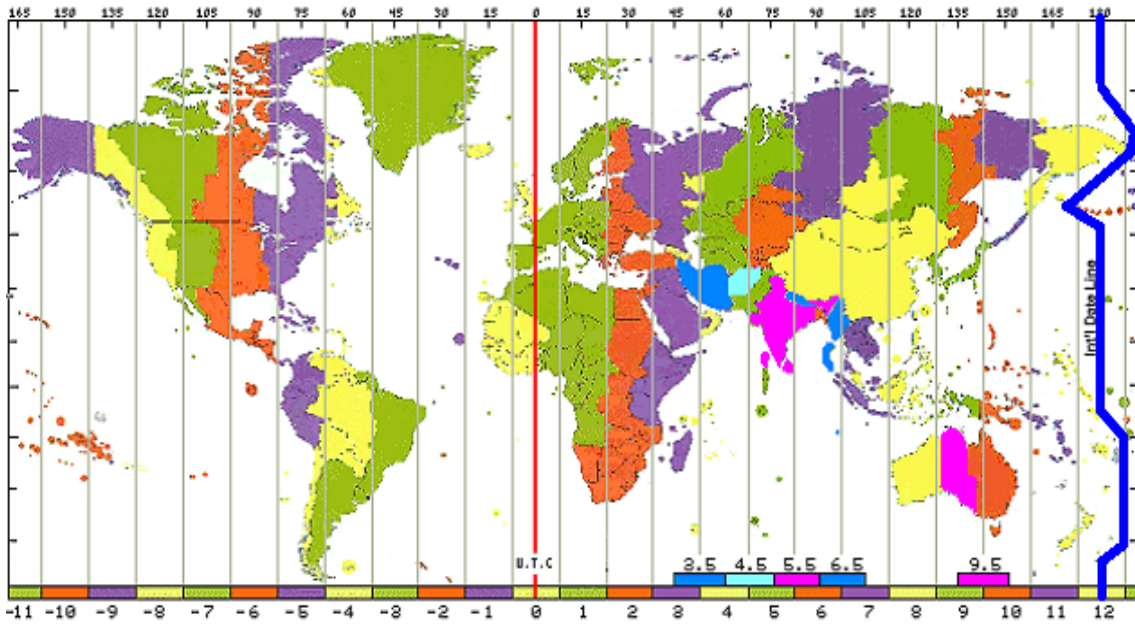 165 150 135 120 105 90 75 60 45 30 15 0 15 30 45 60 75 90 105 120 135 150 165 180
Int'l Date Line
U.T.C 3.5 4.5 5.5 6.5 9.5
-11 -10 -9 -8 -7 -6 -5 -4 -3 -2 -1 0 1 2 3 4 5 6 7 8 9 10 11 12